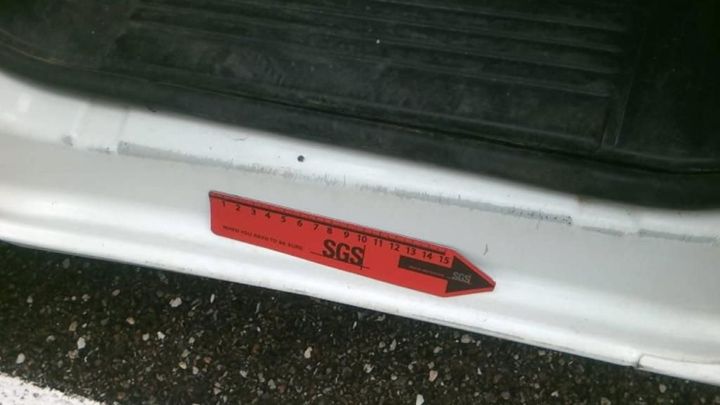 1 2 3 4 5 6 7 8 9 10 11 12 13 14 15
WHEN YOU NEED TO BE SURE
SGS
SGS